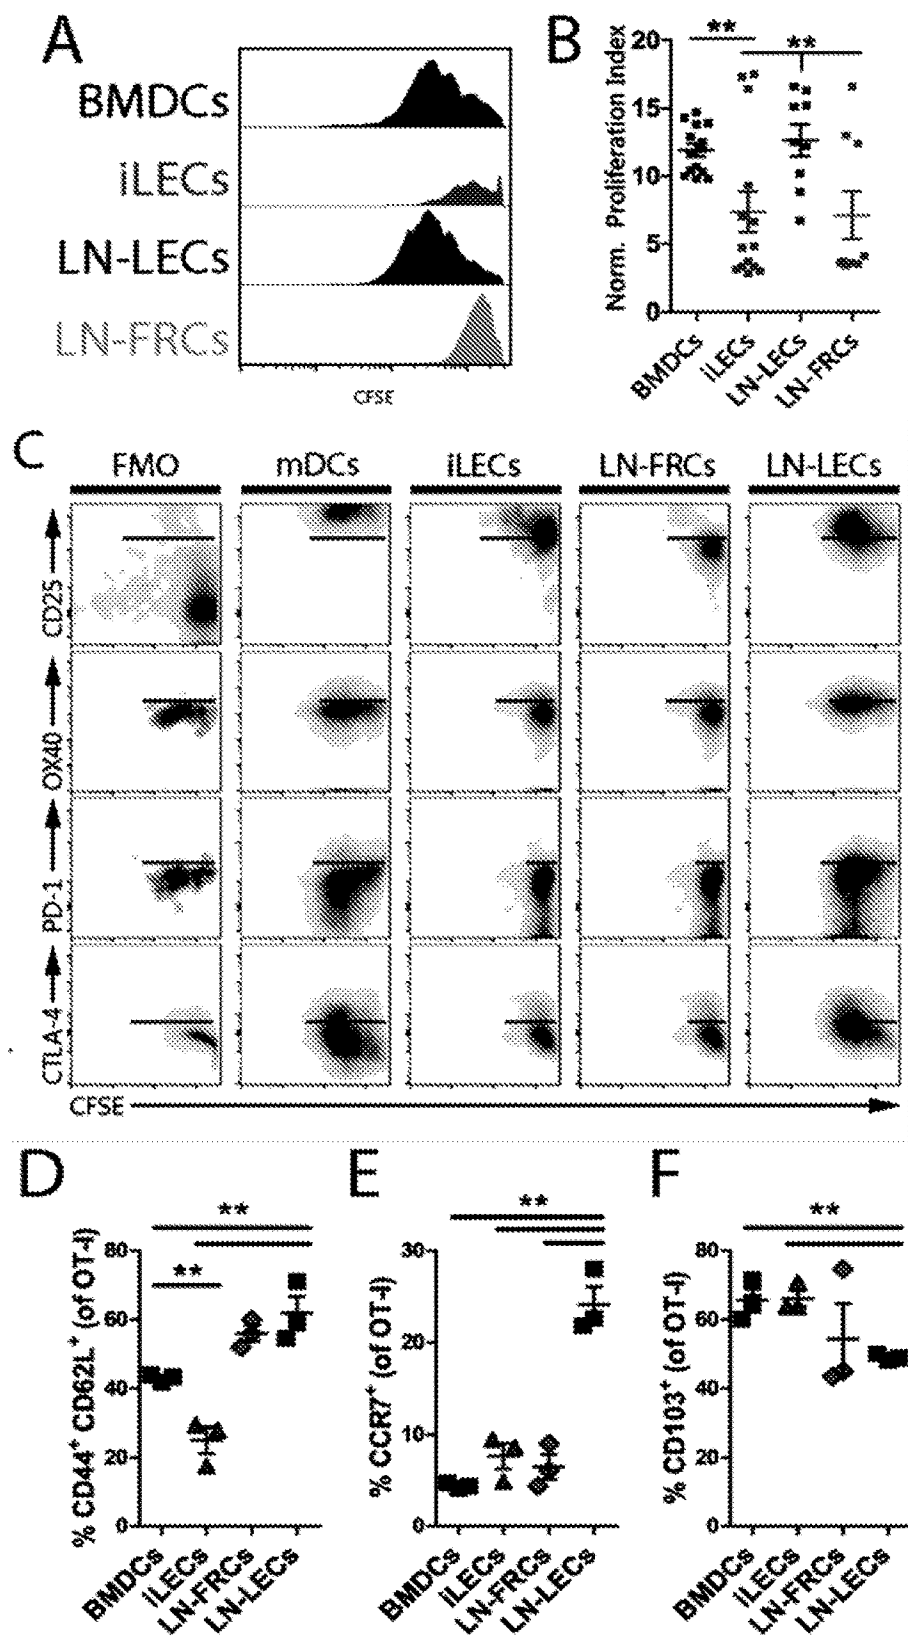 A
BMDCs
iLECs
LN-LECs
LN-FRCs
CFSE
B
** **
Norm. Proliferation Index
20
15
10
5
0
BMDCs
iLECs
LN-LECs
LN-FRCs
C
FMO mDCs iLECs LN-FRCs LN-LECs
CD25
OX40
PD-1
CTLA-4
CFSE
D
**
**
% CD44+ CD62L+ (of OT-I)
80
60
40
20
0
BMDCs
iLECs
LN-FRCs
LN-LECs
E
**
% CCR7+ (of OT-I)
30
20
10
0
BMDCs
iLECs
LN-FRCs
LN-LECs
F
**
% CD103+ (of OT-I)
80
60
40
20
0
BMDCs
iLECs
LN-FRCs
LN-LECs